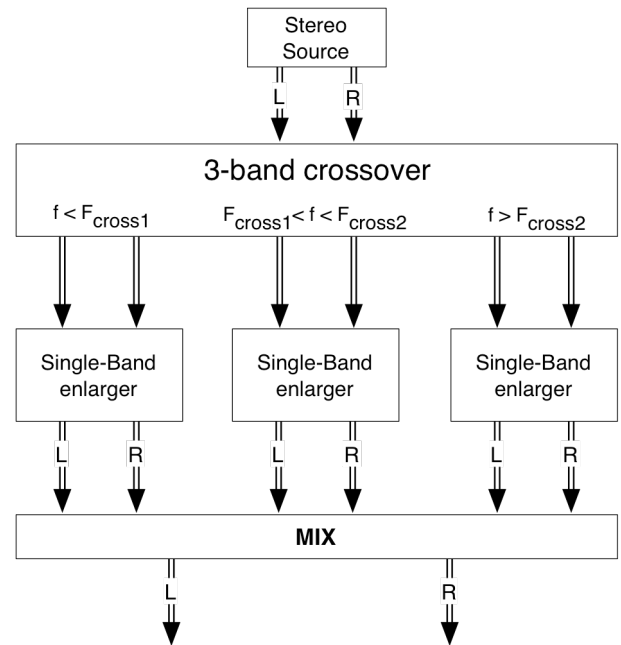 Stereo
Source
L R
3-band crossover
f < Fcross1 Fcross1 < f < Fcross2 f > Fcross2
Single-Band Single-Band Single-Band
enlarger enlarger enlarger
L R L R L R
MIX
L R